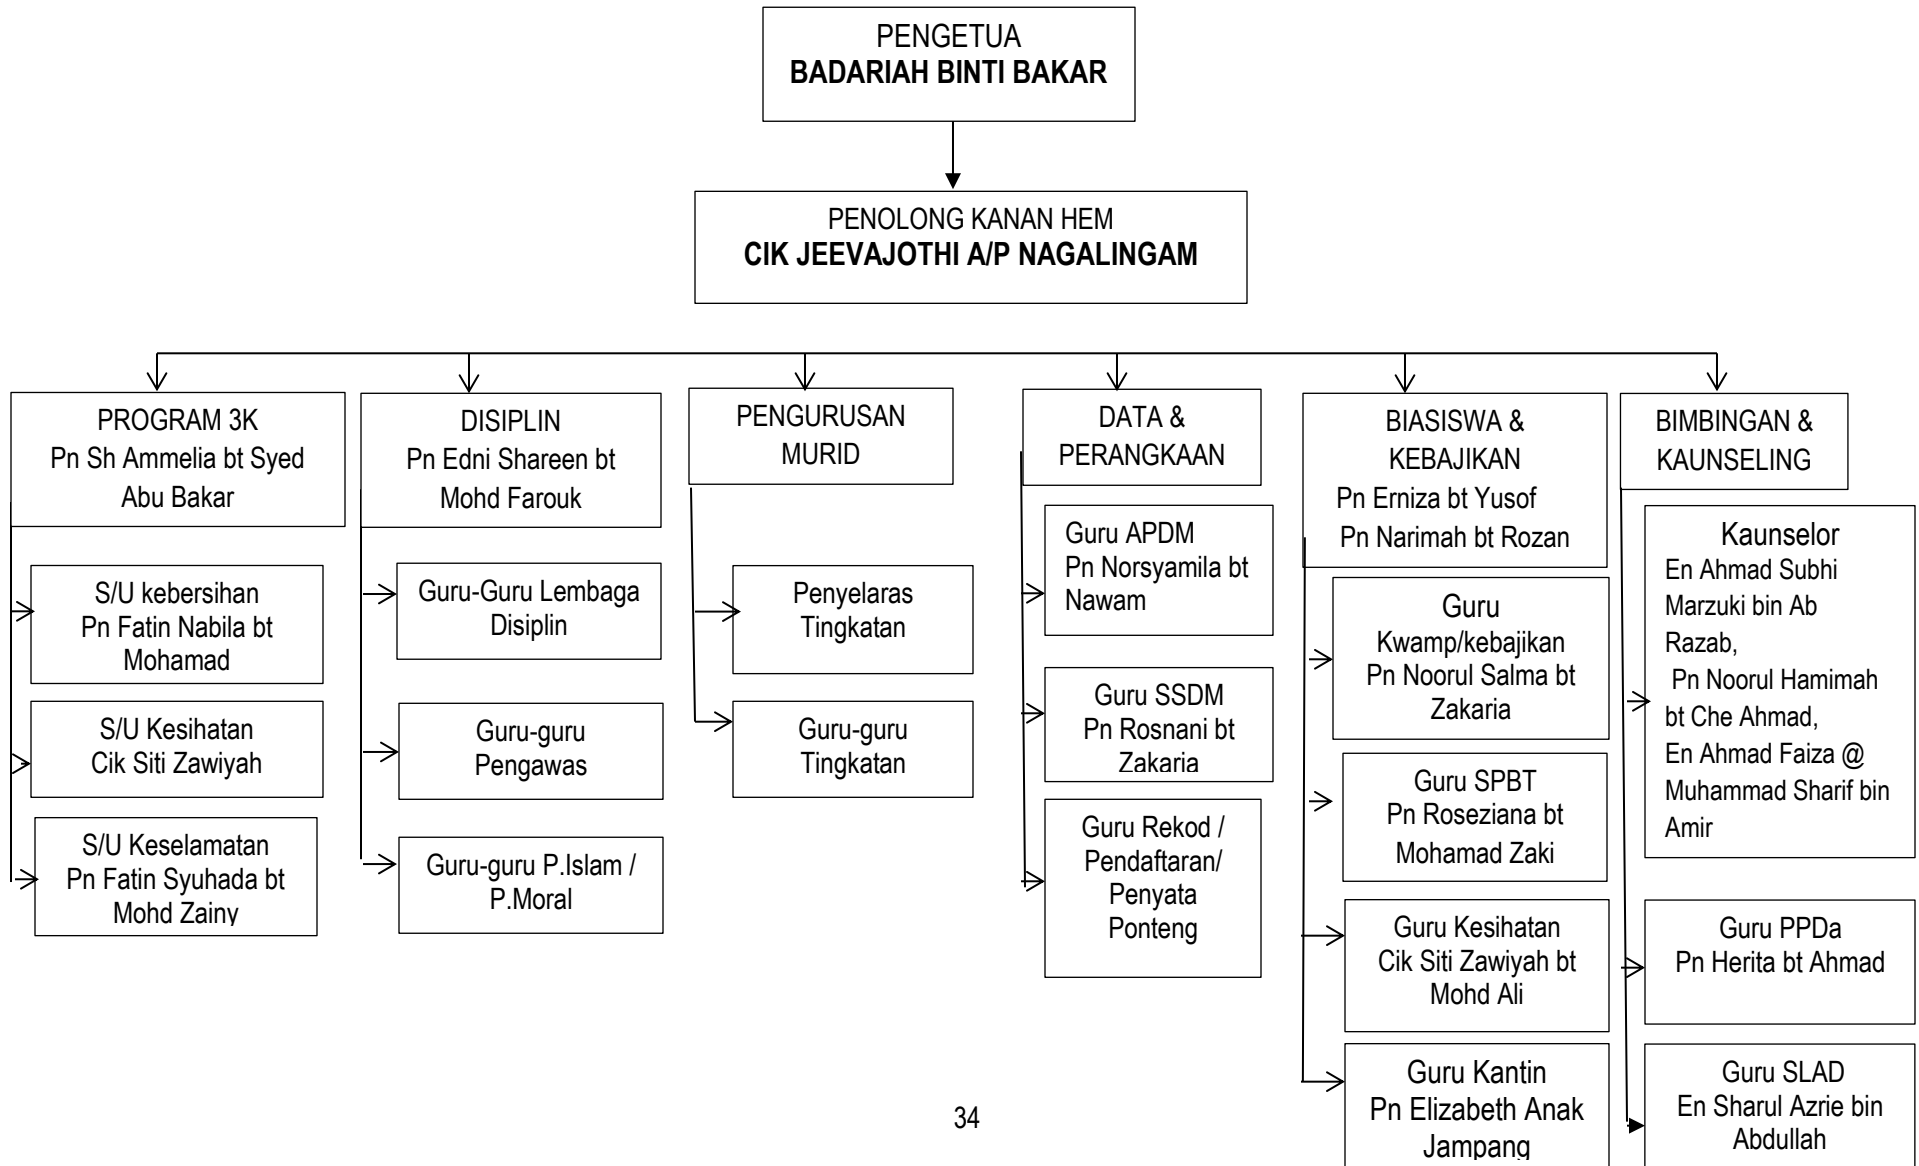 PENGETUA
BADARIAH BINTI BAKAR
PENOLONG KANAN HEM
CIK JEEVAJOTHI A/P NAGALINGAM
PROGRAM 3K
Pn Sh Ammelia bt Syed
Abu Bakar
S/U kebersihan
Pn Fatin Nabila bt
Mohamad
S/U Kesihatan
Cik Siti Zawiyah
S/U Keselamatan
Pn Fatin Syuhada bt
Mohd Zainy
DISIPLIN
Pn Edni Shareen bt
Mohd Farouk
Guru-Guru Lembaga
Disiplin
Guru-guru
Pengawas
Guru-guru P.Islam /
P.Moral
PENGURUSAN
MURID
Penyelaras
Tingkatan
Guru-guru
Tingkatan
DATA &
PERANGKAAN
Guru APDM
Pn Norsyamila bt
Nawam
Guru SSDM
Pn Rosnani bt
Zakaria
Guru Rekod /
Pendaftaran/
Penyata
Ponteng
BIASISWA &
KEBAJIKAN
Pn Erniza bt Yusof
Pn Narimah bt Rozan
Guru
Kwamp/kebajikan
Pn Noorul Salma bt
Zakaria
Guru SPBT
Pn Roseziana bt
Mohamad Zaki
Guru Kesihatan
Cik Siti Zawiyah bt
Mohd Ali
Guru Kantin
Pn Elizabeth Anak
Jampang
BIMBINGAN &
KAUNSELING
Kaunselor
En Ahmad Subhi
Marzuki bin Ab
Razab,
Pn Noorul Hamimah
bt Che Ahmad,
En Ahmad Faiza @
Muhammad Sharif bin
Amir
Guru PPDa
Pn Herita bt Ahmad
Guru SLAD
En Sharul Azrie bin
Abdullah
34